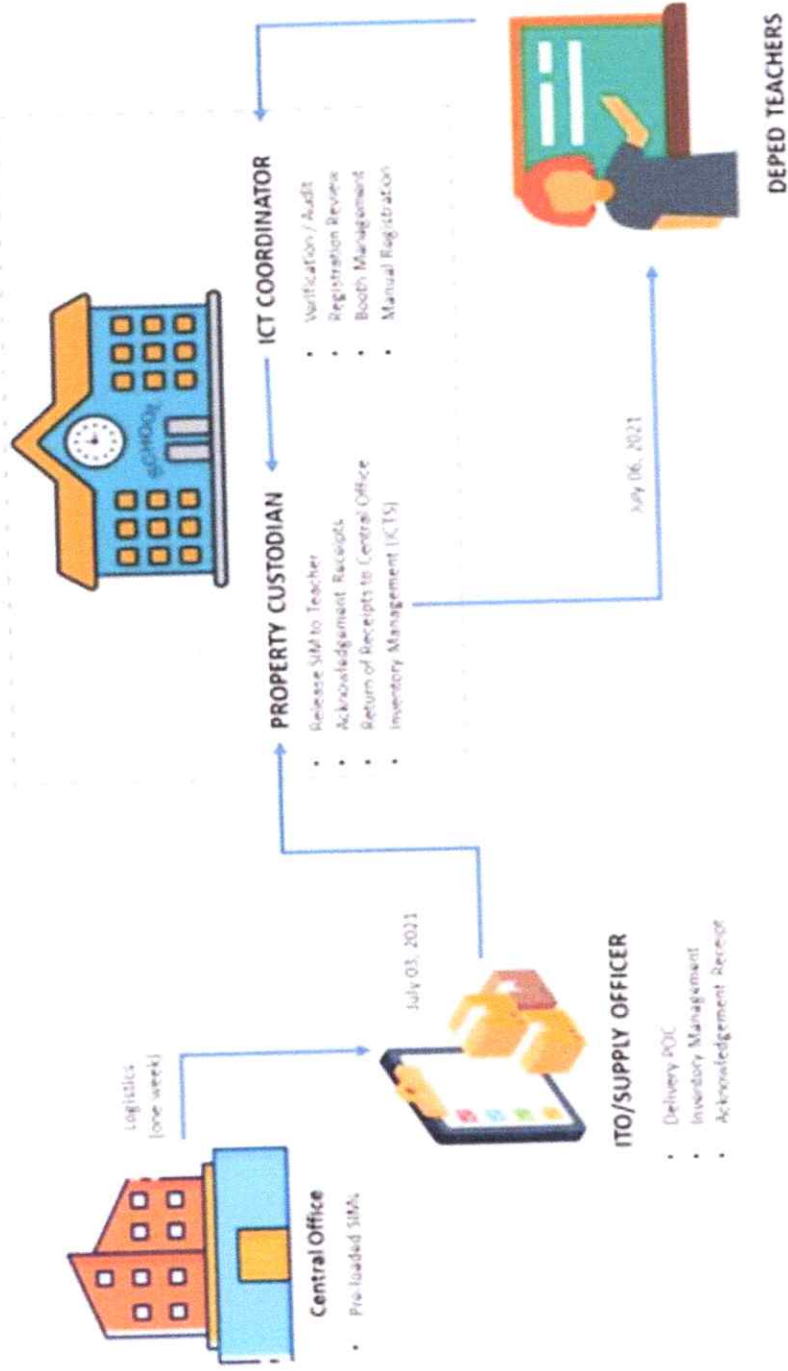 Central Office
• Pre-loaded SIMs
Logistics
(one week)
July 03, 2021
ITO/SUPPLY OFFICER
• Delivery POC
• Inventory Management
• Acknowledgement Receipt
SCHOOL
PROPERTY CUSTODIAN
• Release SIM to Teacher
• Acknowledgement Receipts
• Return of Receipts to Central Office
• Inventory Management (ICTS)
ICT COORDINATOR
• Verification / Audit
• Registration Review
• Booth Management
• Manual Registration
July 06, 2021
DEPED TEACHERS